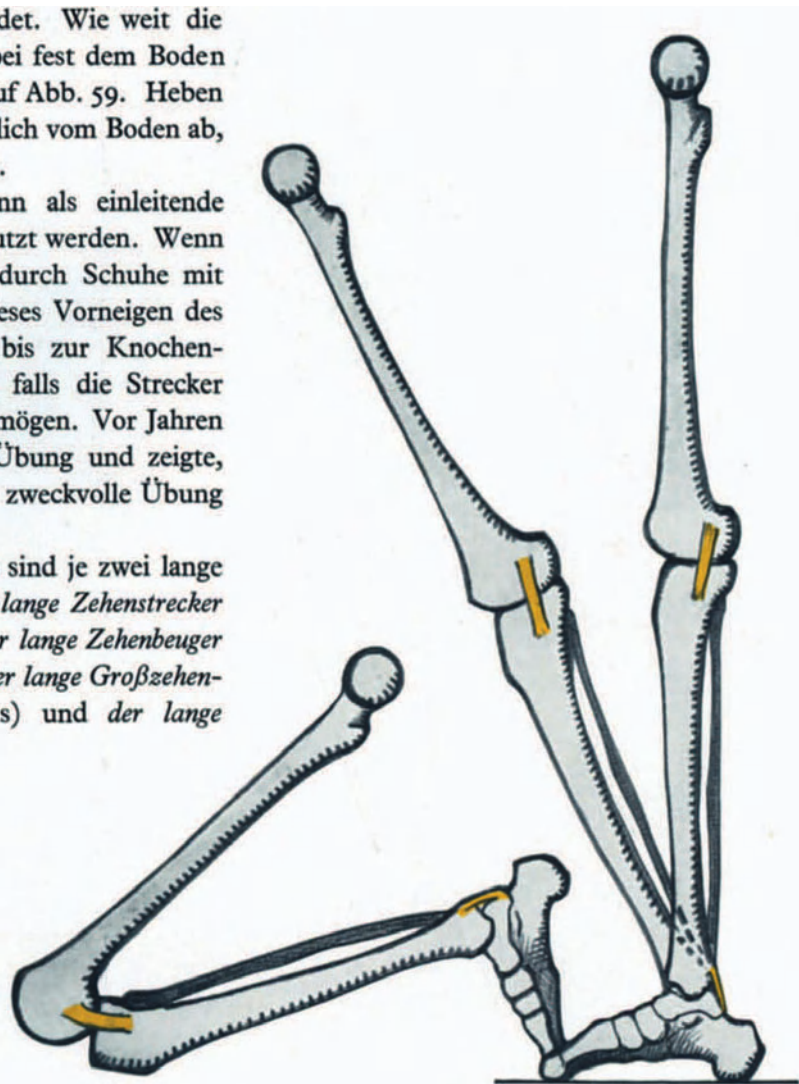 det. Wie weit die
ei fest dem Boden
uf Abb. 59. Heben
lich vom Boden ab,
.
nn als einleitende
utzt werden. Wenn
durch Schuhe mit
eses Vorneigen des
bis zur Knochen-
falls die Strecker
mögen. Vor Jahren
Übung und zeigte,
zweckvolle Übung
sind je zwei lange
lange Zehenstrecker
r lange Zehenbeuger
er lange Großzehen-
s) und der lange